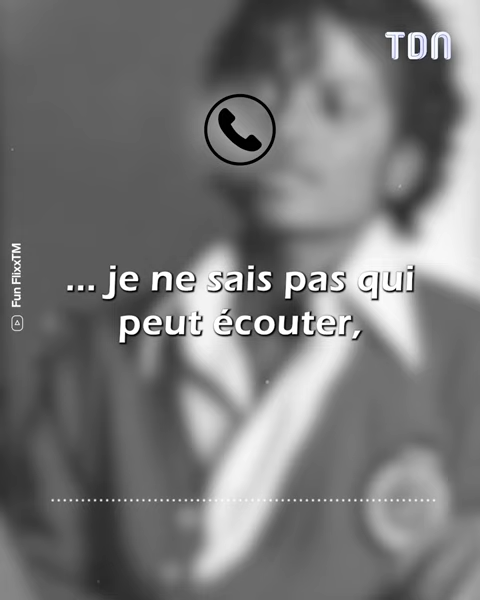 TDN
Fun FlixxTM
... je ne sais pas qui
peut écouter,